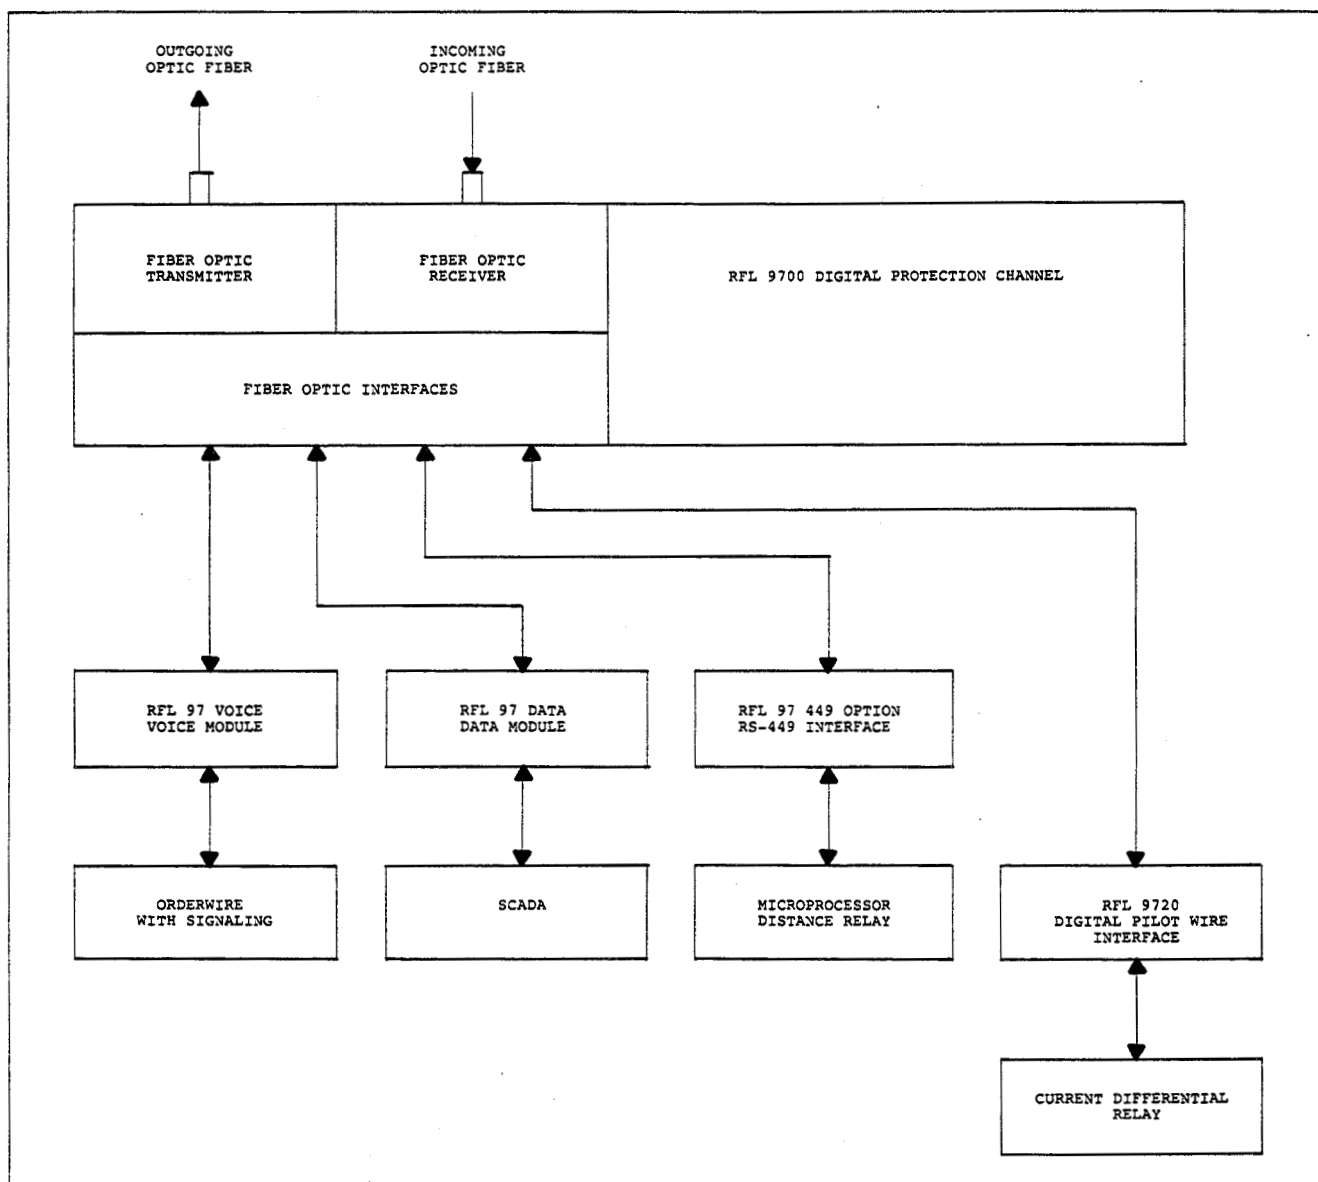 OUTGOING
OPTIC FIBER
INCOMING
OPTIC FIBER
FIBER OPTIC
TRANSMITTER
FIBER OPTIC
RECEIVER
RFL 9700 DIGITAL PROTECTION CHANNEL
FIBER OPTIC INTERFACES
RFL 97 VOICE
VOICE MODULE
RFL 97 DATA
DATA MODULE
RFL 97 449 OPTION
RS-449 INTERFACE
ORDERWIRE
WITH SIGNALING
SCADA
MICROPROCESSOR
DISTANCE RELAY
RFL 9720
DIGITAL PILOT WIRE
INTERFACE
CURRENT DIFFERENTIAL
RELAY